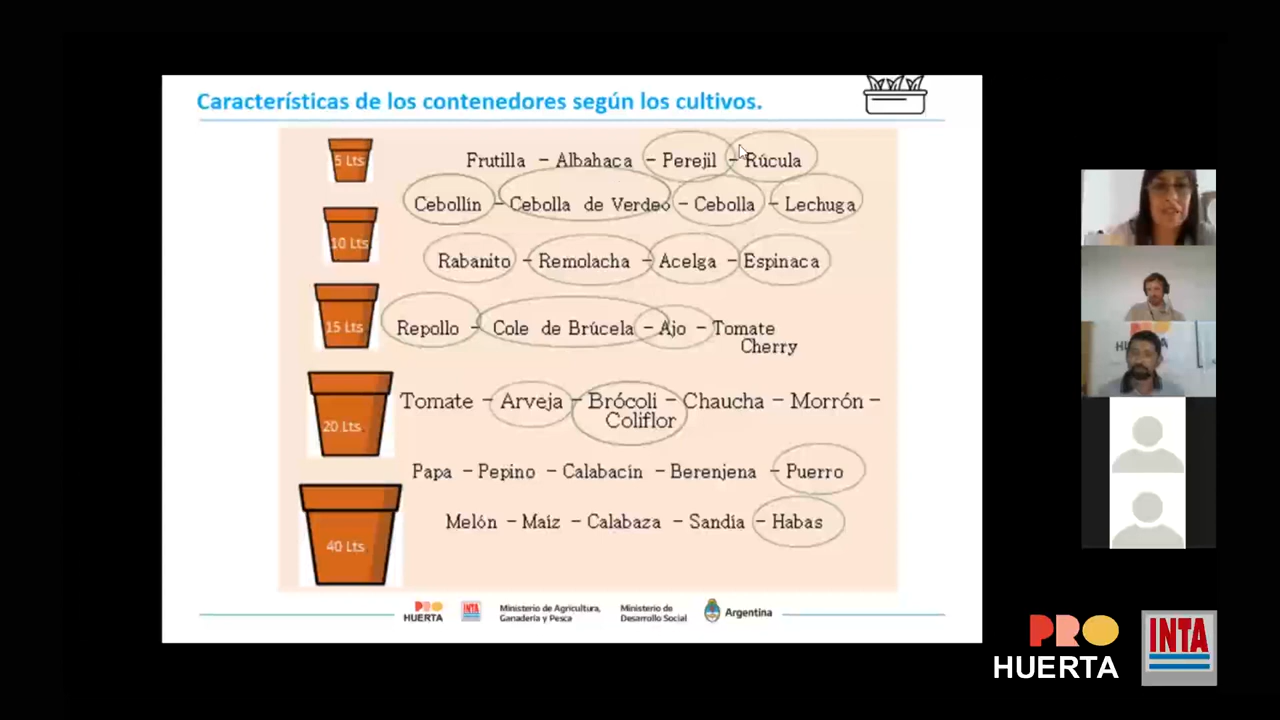 Características de los contenedores según los cultivos.
5 Lts
Frutilla – Albahaca – Perejil – Rúcula
Cebollín – Cebolla de Verdeo – Cebolla – Lechuga
10 Lts
Rabanito – Remolacha – Acelga – Espinaca
15 Lts
Repollo – Cole de Brúcela – Ajo – Tomate
Cherry
20 Lts
Tomate – Arveja – Brócoli – Chaucha – Morrón –
Coliflor
Papa – Pepino – Calabacín – Berenjena – Puerro
40 Lts
Melón – Maíz – Calabaza – Sandía – Habas
PRO
HUERTA
INTA
Ministerio de Agricultura,
Ganadería y Pesca
Ministerio de
Desarrollo Social
Argentina
PRO
HUERTA
INTA